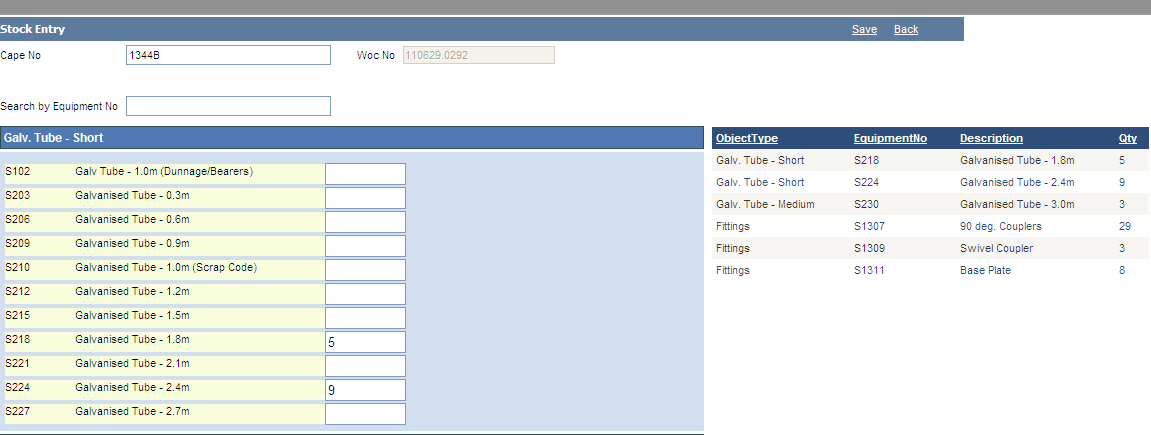 Stock Entry Save Back
Cape No 1344B Woc No 110629.0292
Search by Equipment No
Galv. Tube - Short
S102 Galv Tube - 1.0m (Dunnage/Bearers)
S203 Galvanised Tube - 0.3m
S206 Galvanised Tube - 0.6m
S209 Galvanised Tube - 0.9m
S210 Galvanised Tube - 1.0m (Scrap Code)
S212 Galvanised Tube - 1.2m
S215 Galvanised Tube - 1.5m
S218 Galvanised Tube - 1.8m 5
S221 Galvanised Tube - 2.1m
S224 Galvanised Tube - 2.4m 9
S227 Galvanised Tube - 2.7m
ObjectType EquipmentNo Description Qty
Galv. Tube - Short S218 Galvanised Tube - 1.8m 5
Galv. Tube - Short S224 Galvanised Tube - 2.4m 9
Galv. Tube - Medium S230 Galvanised Tube - 3.0m 3
Fittings S1307 90 deg. Couplers 29
Fittings S1309 Swivel Coupler 3
Fittings S1311 Base Plate 8